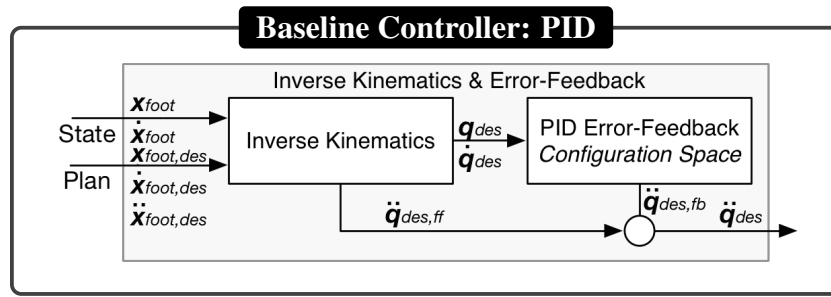 Baseline Controller: PID
Inverse Kinematics & Error-Feedback
State
Plan
x_foot
ẋ_foot
x_foot,des
ẋ_foot,des
ẍ_foot,des
Inverse Kinematics
q_des
q̇_des
PID Error-Feedback
Configuration Space
q̈_des,ff
q̈_des,fb
q̈_des